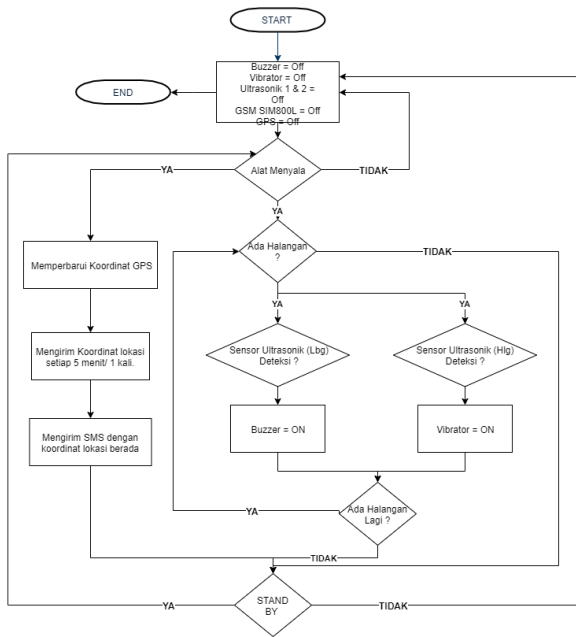 START
Buzzer = Off
Vibrator = Off
Ultrasonik 1 & 2 =
Off
GSM SIM800L = Off
GPS = Off
END
Alat Menyala
YA
TIDAK
YA
Ada Halangan
?
TIDAK
Memperbarui Koordinat GPS
YA
YA
Mengirim Koordinat lokasi
setiap 5 menit/ 1 kali.
Sensor Ultrasonik (Lbg)
Deteksi ?
Sensor Ultrasonik (Hlg)
Deteksi ?
Mengirim SMS dengan
koordinat lokasi berada
Buzzer = ON
Vibrator = ON
Ada Halangan
Lagi ?
YA
TIDAK
STAND
BY
YA
TIDAK